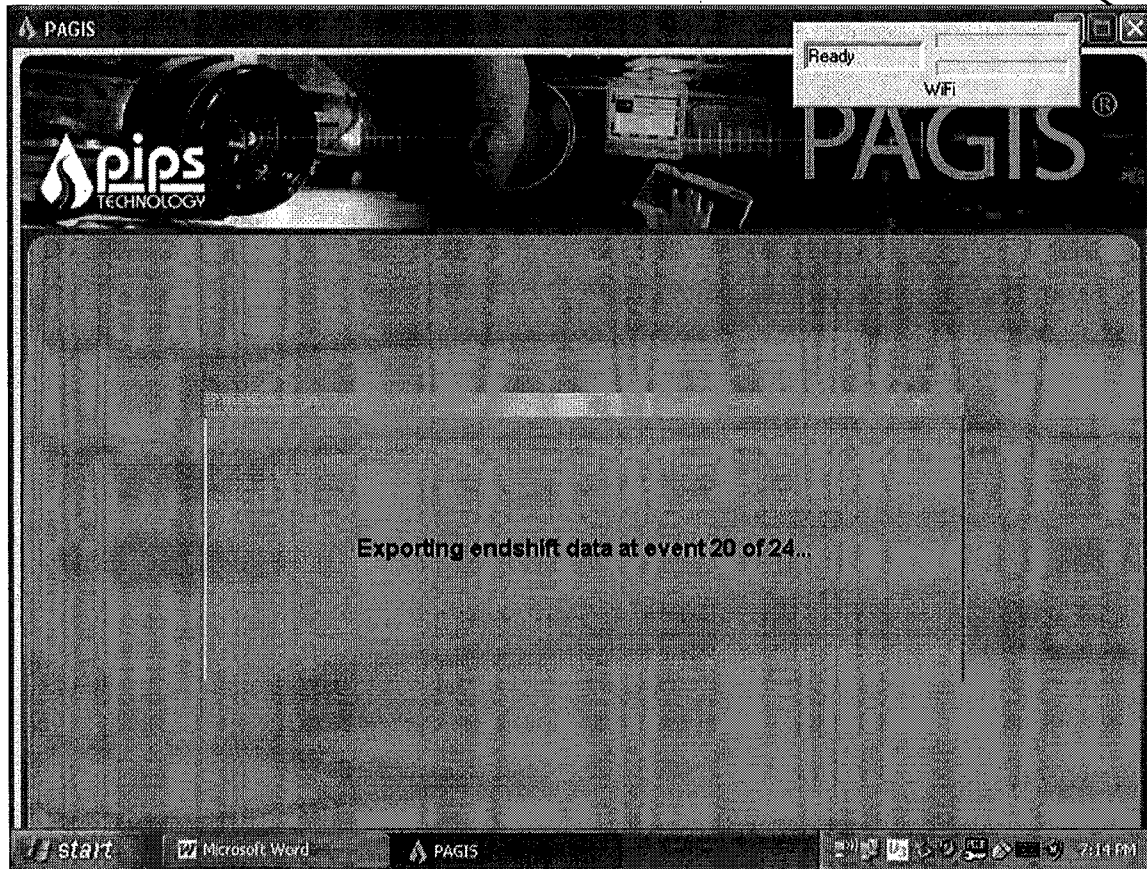 PAGIS
Ready
WiFi
PAGIS®
pips
TECHNOLOGY
Exporting endshift data at event 20 of 24...
start
Microsoft Word
PAGIS
7:14 PM